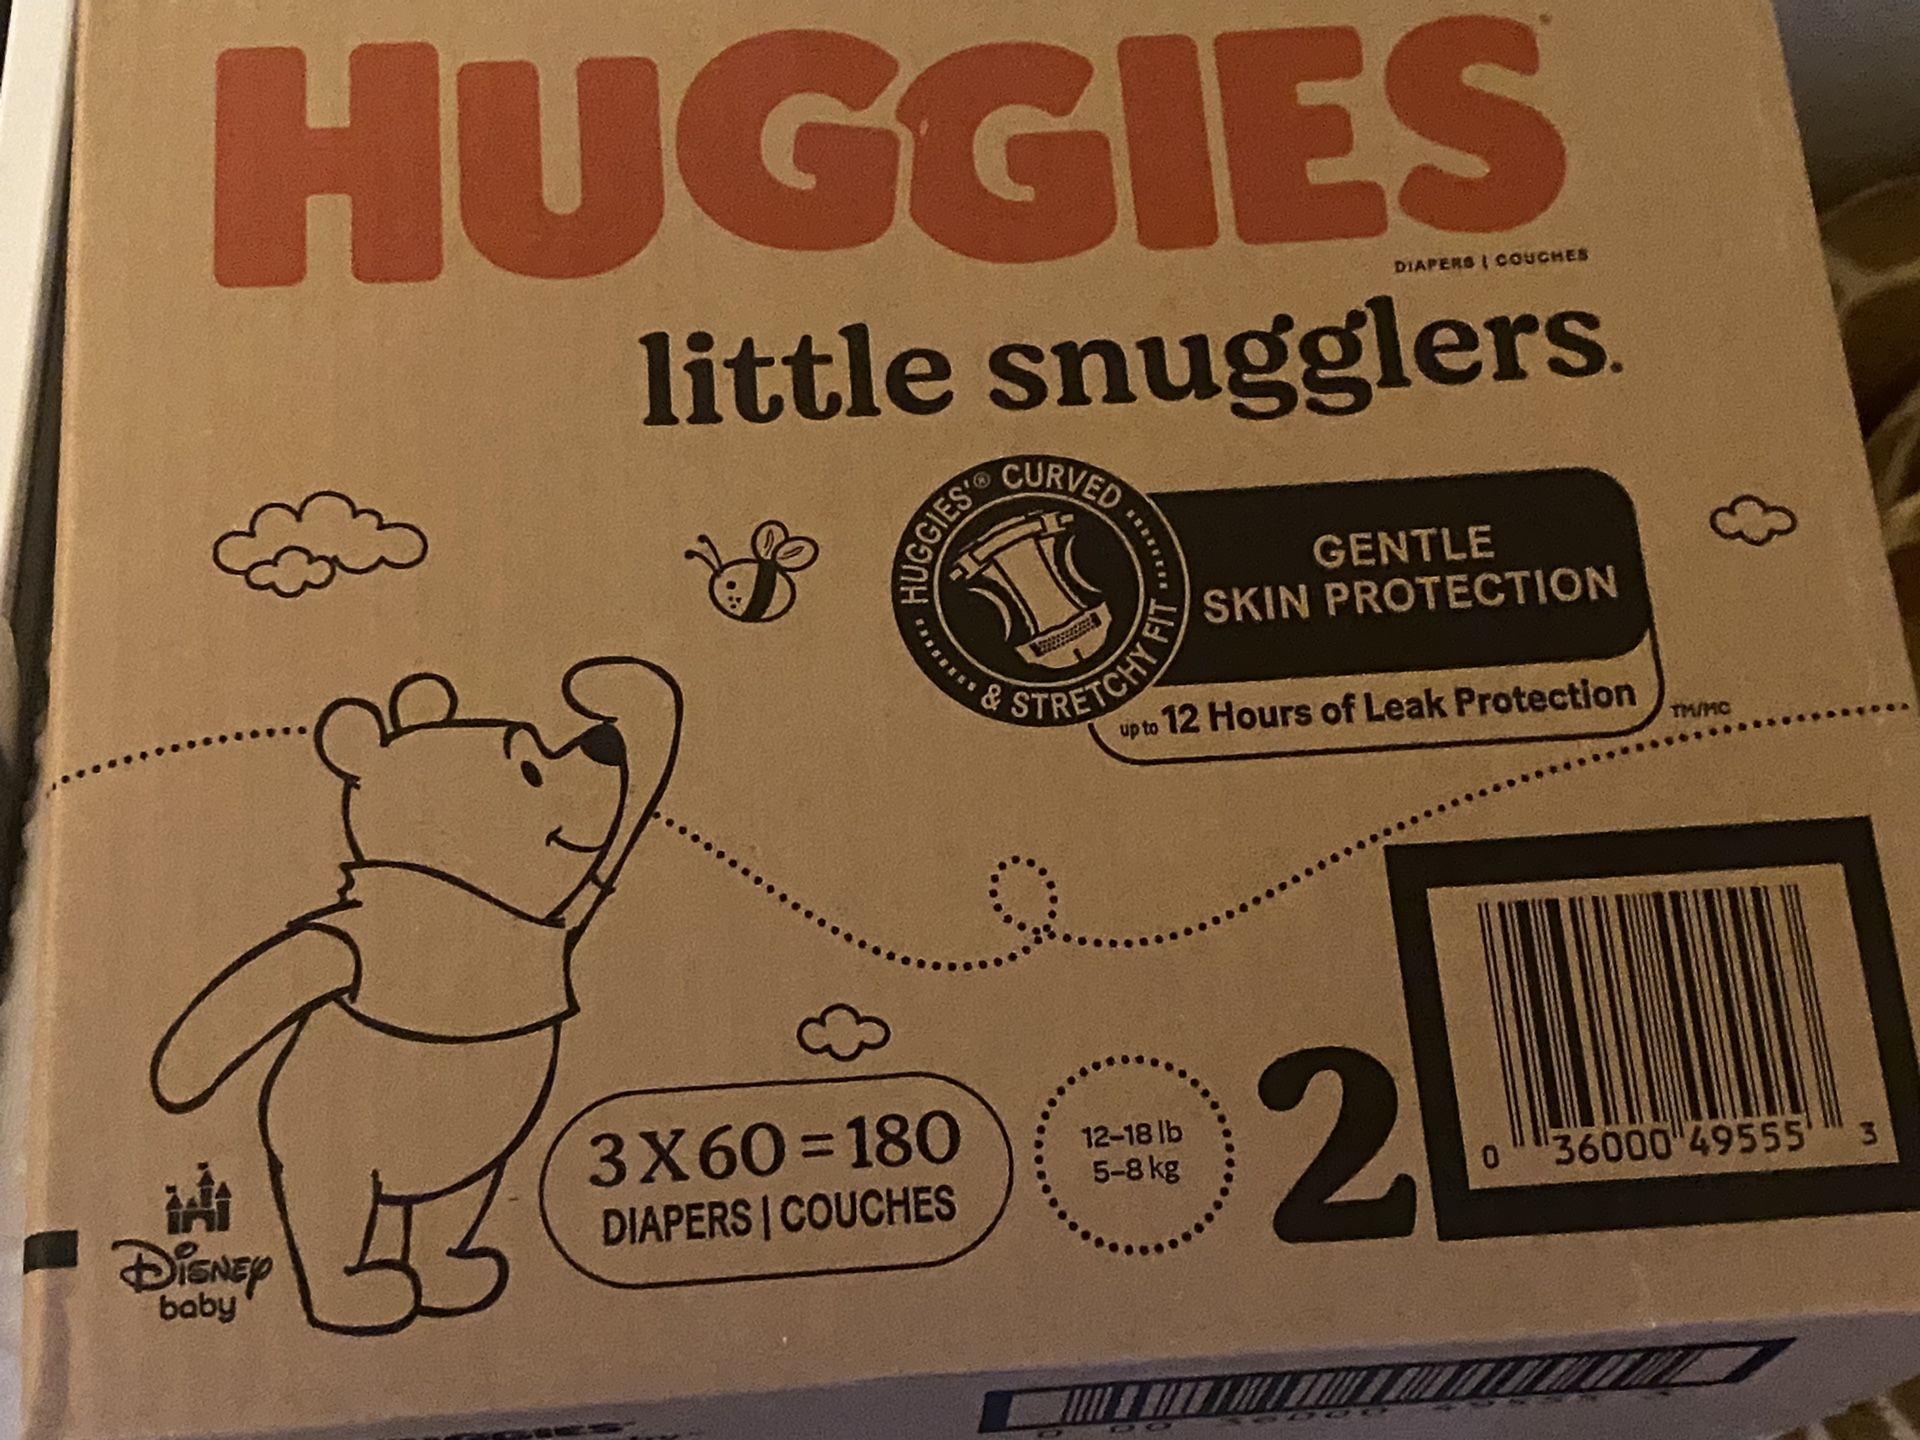 HUGGIES
DIAPERS | COUCHES
little snugglers.
HUGGIES'® CURVED
& STRETCHY FIT
GENTLE
SKIN PROTECTION
up to 12 Hours of Leak Protection
TM/MC
3 X 60 = 180
DIAPERS | COUCHES
12–18 lb
5–8 kg
2
0 36000 49555 3
Disney
baby